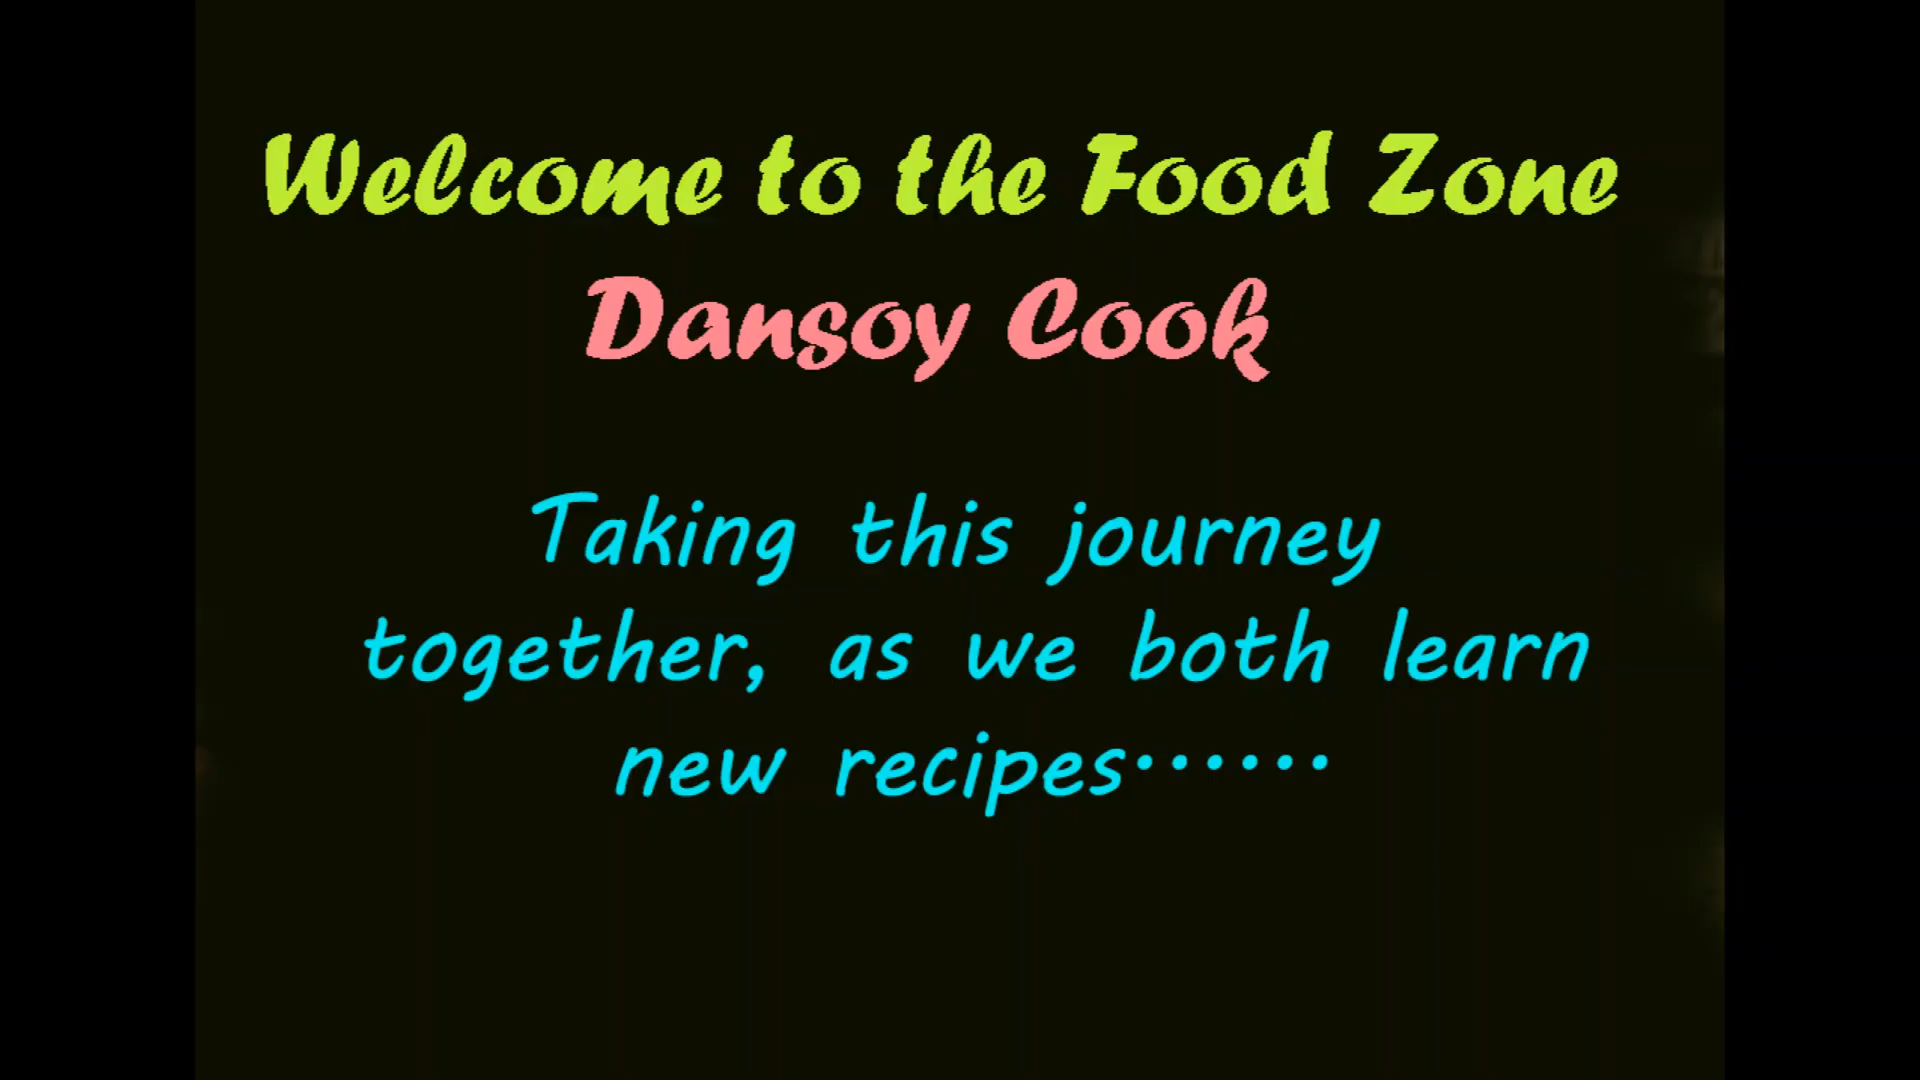 Welcome to the Food Zone
Dansoy Cook
Taking this journey
together, as we both learn
new recipes······